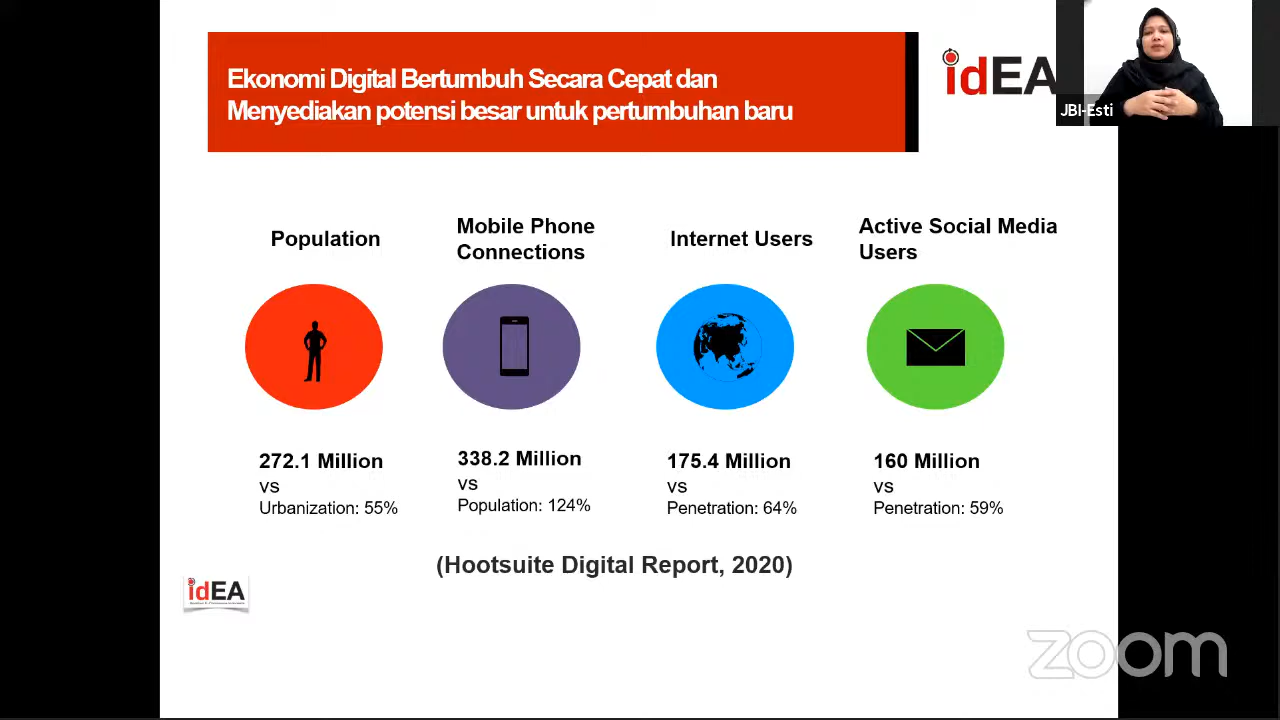 Ekonomi Digital Bertumbuh Secara Cepat dan
Menyediakan potensi besar untuk pertumbuhan baru
idEA
JBI-Esti
Population
Mobile Phone
Connections
Internet Users
Active Social Media
Users
272.1 Million
vs
Urbanization: 55%
338.2 Million
vs
Population: 124%
175.4 Million
vs
Penetration: 64%
160 Million
vs
Penetration: 59%
(Hootsuite Digital Report, 2020)
idEA
zoom